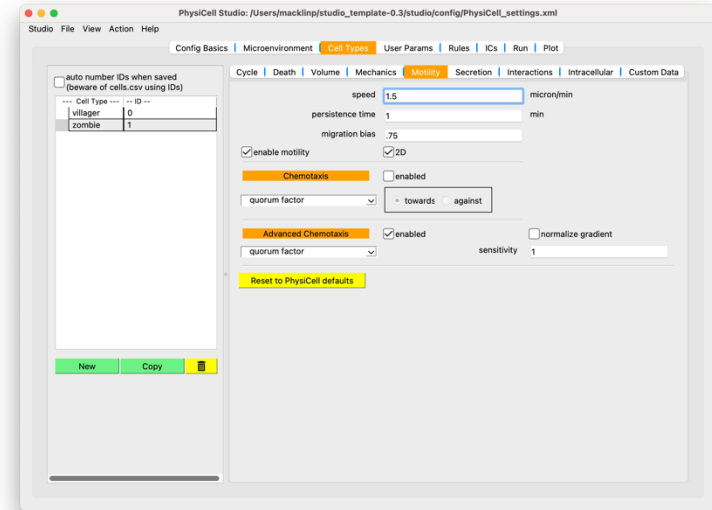 PhysiCell Studio: /Users/macklinp/studio_template-0.3/studio/config/PhysiCell_settings.xml
Studio File View Action Help
Config Basics Microenvironment Cell Types User Params Rules ICs Run Plot
auto number IDs when saved
(beware of cells.csv using IDs)
--- Cell Type --- -- ID --
villager 0
zombie 1
New Copy
Cycle Death Volume Mechanics Motility Secretion Interactions Intracellular Custom Data
speed 1.5 micron/min
persistence time 1 min
migration bias .75
enable motility 2D
Chemotaxis enabled
quorum factor towards against
Advanced Chemotaxis enabled normalize gradient
quorum factor sensitivity 1
Reset to PhysiCell defaults